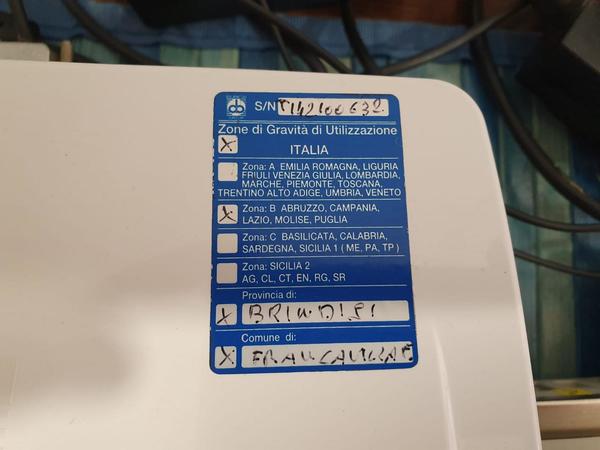 S/N T142100632
Zone di Gravità di Utilizzazione
X
ITALIA
Zona: A EMILIA ROMAGNA, LIGURIA
FRIULI VENEZIA GIULIA, LOMBARDIA,
MARCHE, PIEMONTE, TOSCANA,
TRENTINO ALTO ADIGE, UMBRIA, VENETO
X Zona: B ABRUZZO, CAMPANIA,
LAZIO, MOLISE, PUGLIA
Zona: C BASILICATA, CALABRIA,
SARDEGNA, SICILIA 1 ( ME, PA, TP )
Zona: SICILIA 2
AG, CL, CT, EN, RG, SR
Provincia di:
X BRINDISI
Comune di:
X